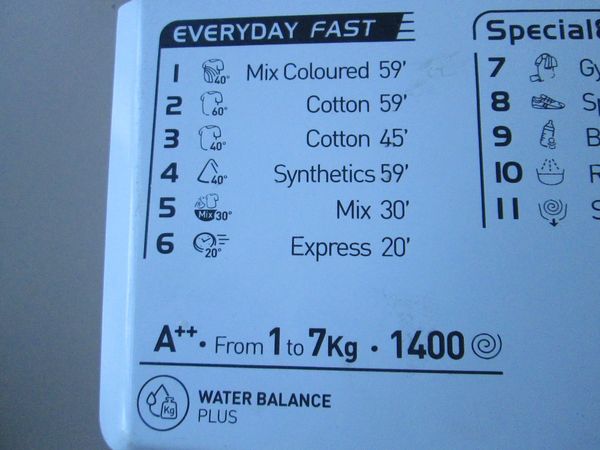 EVERYDAY FAST
1 40° Mix Coloured 59'
2 60° Cotton 59'
3 40° Cotton 45'
4 40° Synthetics 59'
5 Mix 30° Mix 30'
6 20° Express 20'
Special
7 Gy
8 Sp
9 B
10 R
11 S
A++ • From 1 to 7Kg • 1400
Kg WATER BALANCE
PLUS